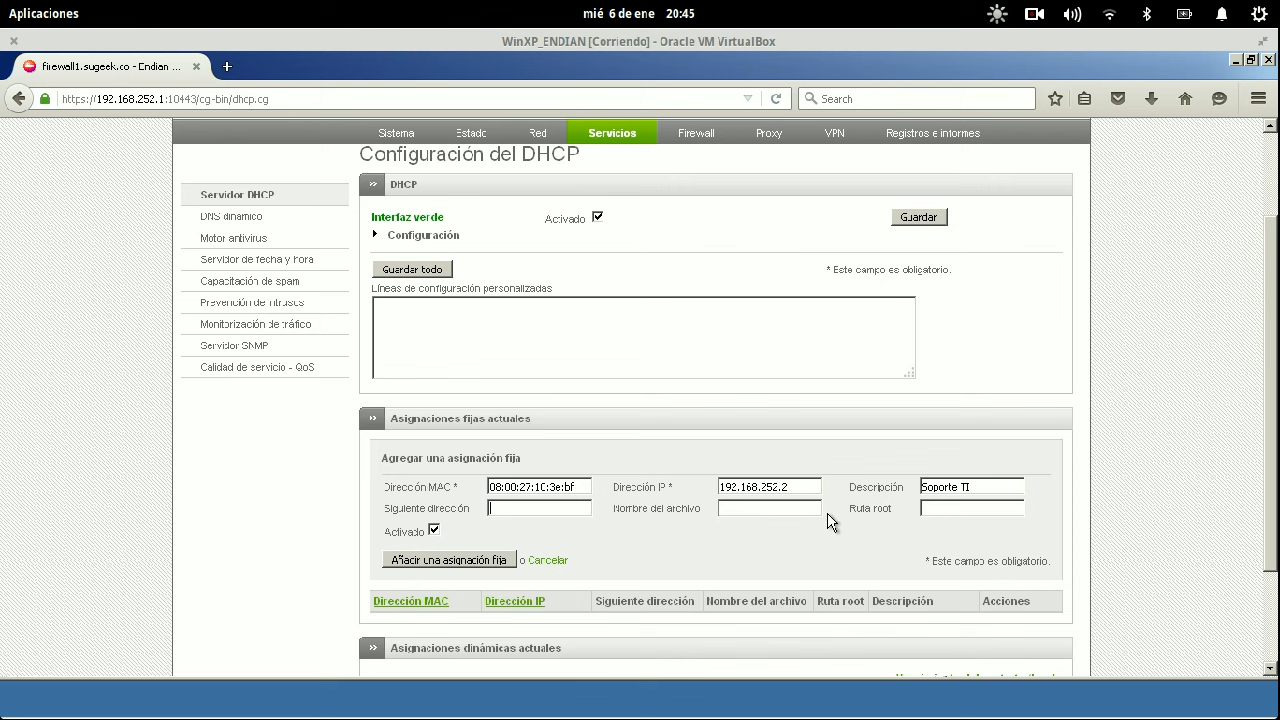 Aplicaciones
mié 6 de ene 20:45
WinXP_ENDIAN [Corriendo] - Oracle VM VirtualBox
firewall1.sugeek.co - Endian ...
https://192.168.252.1:10443/cg-bin/dhcp.cg
Search
Sistema Estado Red Servicios Firewall Proxy VPN Registros e informes
Configuración del DHCP
Servidor DHCP
DNS dinámico
Motor antivirus
Servidor de fecha y hora
Capacitación de spam
Prevención de intrusos
Monitorización de tráfico
Servidor SNMP
Calidad de servicio - QoS
DHCP
Interfaz verde Activado Guardar
Configuración
Guardar todo * Este campo es obligatorio.
Líneas de configuración personalizadas
Asignaciones fijas actuales
Agregar una asignación fija
Dirección MAC * 08:00:27:10:3e:bf Dirección IP * 192.168.252.2 Descripción Soporte TI
Siguiente dirección Nombre del archivo Ruta root
Activado
Añadir una asignación fija o Cancelar * Este campo es obligatorio.
Dirección MAC Dirección IP Siguiente dirección Nombre del archivo Ruta root Descripción Acciones
Asignaciones dinámicas actuales